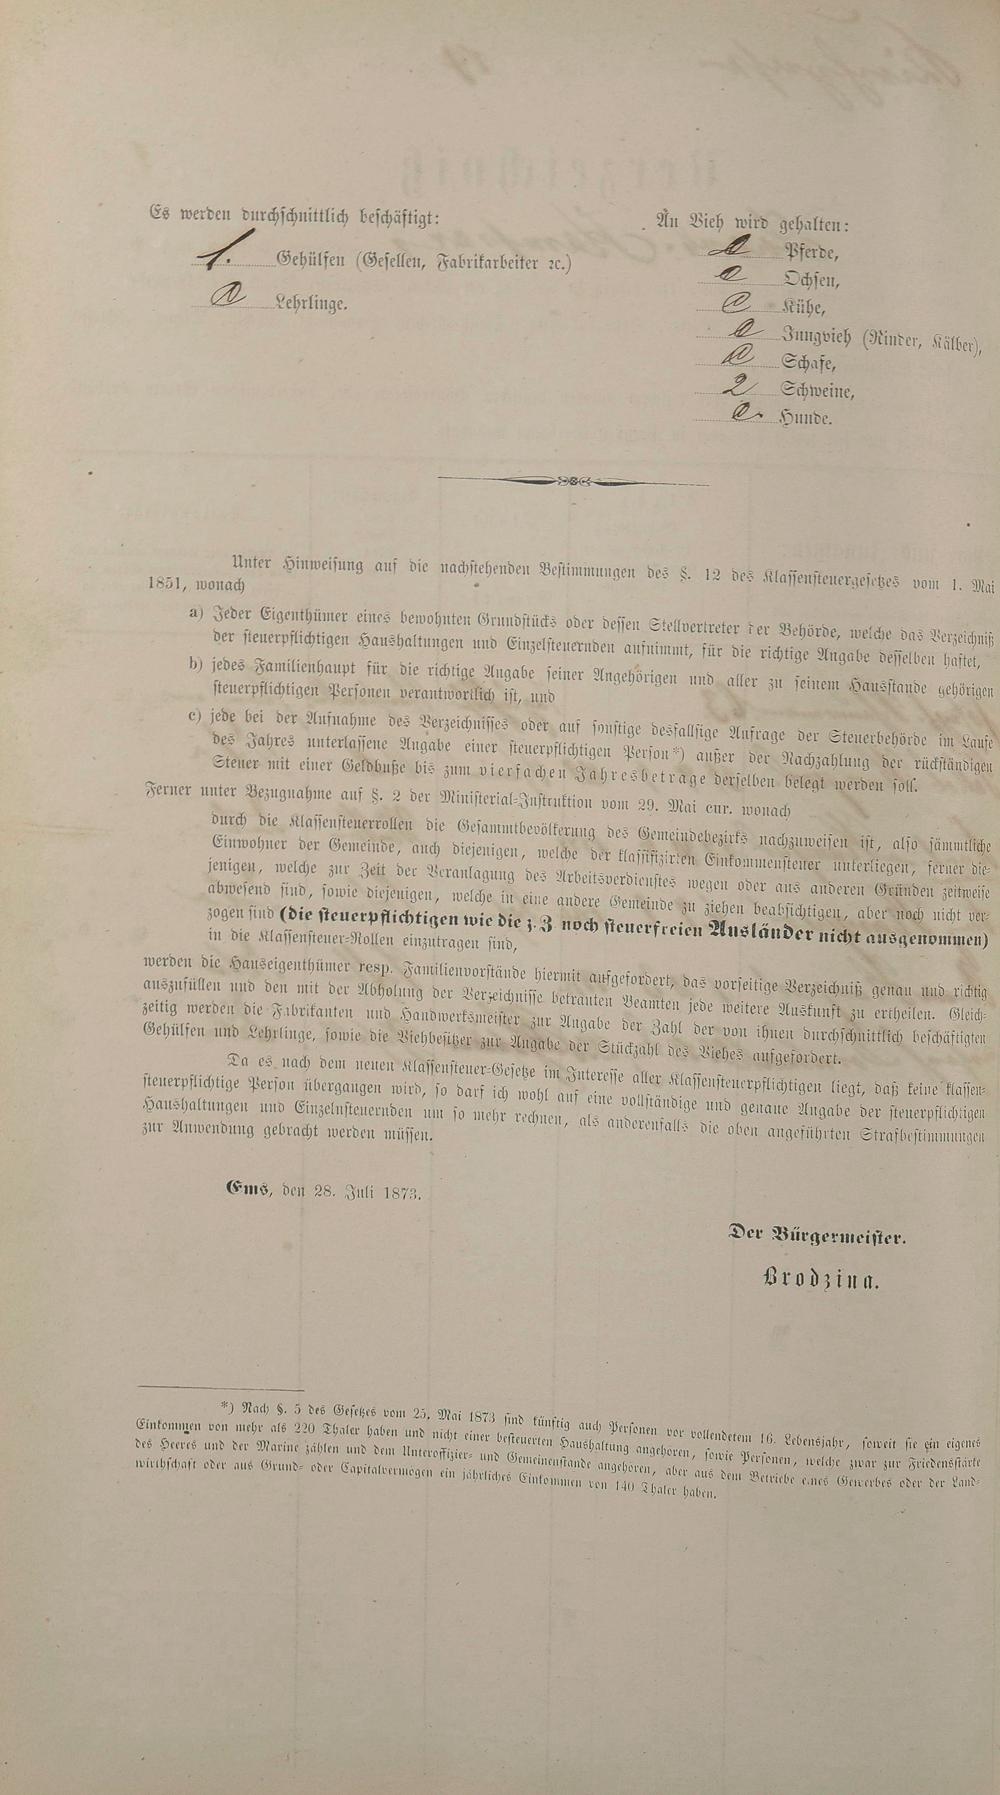 Es werden durchschnittlich beschäftigt:
1. Gehülfen (Gesellen, Fabrikarbeiter ꝛc.)
0 Lehrlinge.
An Vieh wird gehalten:
0 Pferde,
0 Ochsen,
0 Kühe,
0 Jungvieh (Rinder, Kälber),
0 Schafe,
2 Schweine,
0. Hunde.
Unter Hinweisung auf die nachstehenden Bestimmungen des §. 12 des Klassensteuergesetzes vom 1. Mai
1851, wonach
a) Jeder Eigenthümer eines bewohnten Grundstücks oder dessen Stellvertreter der Behörde, welche das Verzeichniß
der steuerpflichtigen Haushaltungen und Einzelsteuernden aufnimmt, für die richtige Angabe desselben haftet,
b) jedes Familienhaupt für die richtige Angabe seiner Angehörigen und aller zu seinem Hausstande gehörigen
steuerpflichtigen Personen verantwortlich ist, und
c) jede bei der Aufnahme des Verzeichnisses oder auf sonstige desfallsige Anfrage der Steuerbehörde im Laufe
des Jahres unterlassene Angabe einer steuerpflichtigen Person*) außer der Nachzahlung der rückständigen
Steuer mit einer Geldbuße bis zum vierfachen Jahresbetrage derselben belegt werden soll.
Ferner unter Bezugnahme auf §. 2 der Ministerial-Instruktion vom 29. Mai cur. wonach
durch die Klassensteuerrollen die Gesammtbevölkerung des Gemeindebezirks nachzuweisen ist, also sämmtliche
Einwohner der Gemeinde, auch diejenigen, welche der klassifizirten Einkommensteuer unterliegen, ferner die-
jenigen, welche zur Zeit der Veranlagung des Arbeitsverdienstes wegen oder aus anderen Gründen zeitweise
abwesend sind, sowie diejenigen, welche in eine andere Gemeinde zu ziehen beabsichtigen, aber noch nicht ver-
zogen sind (die steuerpflichtigen wie die z. Z. noch steuerfreien Ausländer nicht ausgenommen)
in die Klassensteuer-Rollen einzutragen sind,
werden die Hauseigenthümer resp. Familienvorstände hiermit aufgefordert, das vorseitige Verzeichniß genau und richtig
auszufüllen und den mit der Abholung der Verzeichnisse betrauten Beamten jede weitere Auskunft zu ertheilen. Gleich-
zeitig werden die Fabrikanten und Handwerksmeister zur Angabe der Zahl der von ihnen durchschnittlich beschäftigten
Gehülfen und Lehrlinge, sowie die Viehbesitzer zur Angabe der Stückzahl des Viehes aufgefordert.
Da es nach dem neuen Klassensteuer-Gesetze im Interesse aller Klassensteuerpflichtigen liegt, daß keine klassen-
steuerpflichtige Person übergangen wird, so darf ich wohl auf eine vollständige und genaue Angabe der steuerpflichtigen
Haushaltungen und Einzelnsteuernden um so mehr rechnen, als anderenfalls die oben angeführten Strafbestimmungen
zur Anwendung gebracht werden müssen.
Ems, den 28. Juli 1873.
Der Bürgermeister.
Brodzina.
*) Nach §. 5 des Gesetzes vom 25. Mai 1873 sind künftig auch Personen vor vollendetem 16. Lebensjahr, soweit sie ein eigenes
Einkommen von mehr als 220 Thaler haben und nicht einer besteuerten Haushaltung angehören, sowie Personen, welche zwar zur Friedensstärke
des Heeres und der Marine zählen und dem Unteroffizier- und Gemeinenstande angehören, aber aus dem Betriebe eines Gewerbes oder der Land-
wirthschaft oder aus Grund- oder Capitalvermögen ein jährliches Einkommen von 140 Thaler haben.